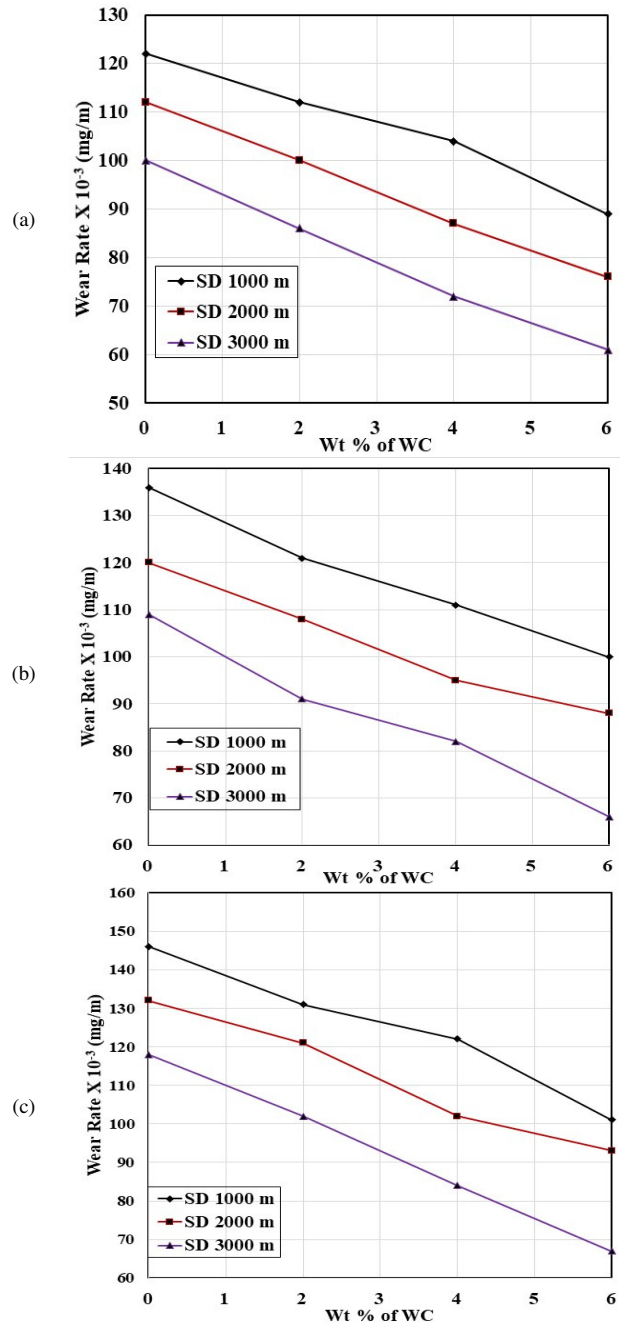 (a)
Wear Rate X 10⁻³ (mg/m)
130
120
110
100
90
80
70
60
50
SD 1000 m
SD 2000 m
SD 3000 m
0 1 2 3 4 5 6
Wt % of WC
(b)
Wear Rate X 10⁻³ (mg/m)
140
130
120
110
100
90
80
70
60
SD 1000 m
SD 2000 m
SD 3000 m
0 1 2 3 4 5 6
Wt % of WC
(c)
Wear Rate X 10⁻³ (mg/m)
160
150
140
130
120
110
100
90
80
70
60
SD 1000 m
SD 2000 m
SD 3000 m
0 1 2 3 4 5 6
Wt % of WC